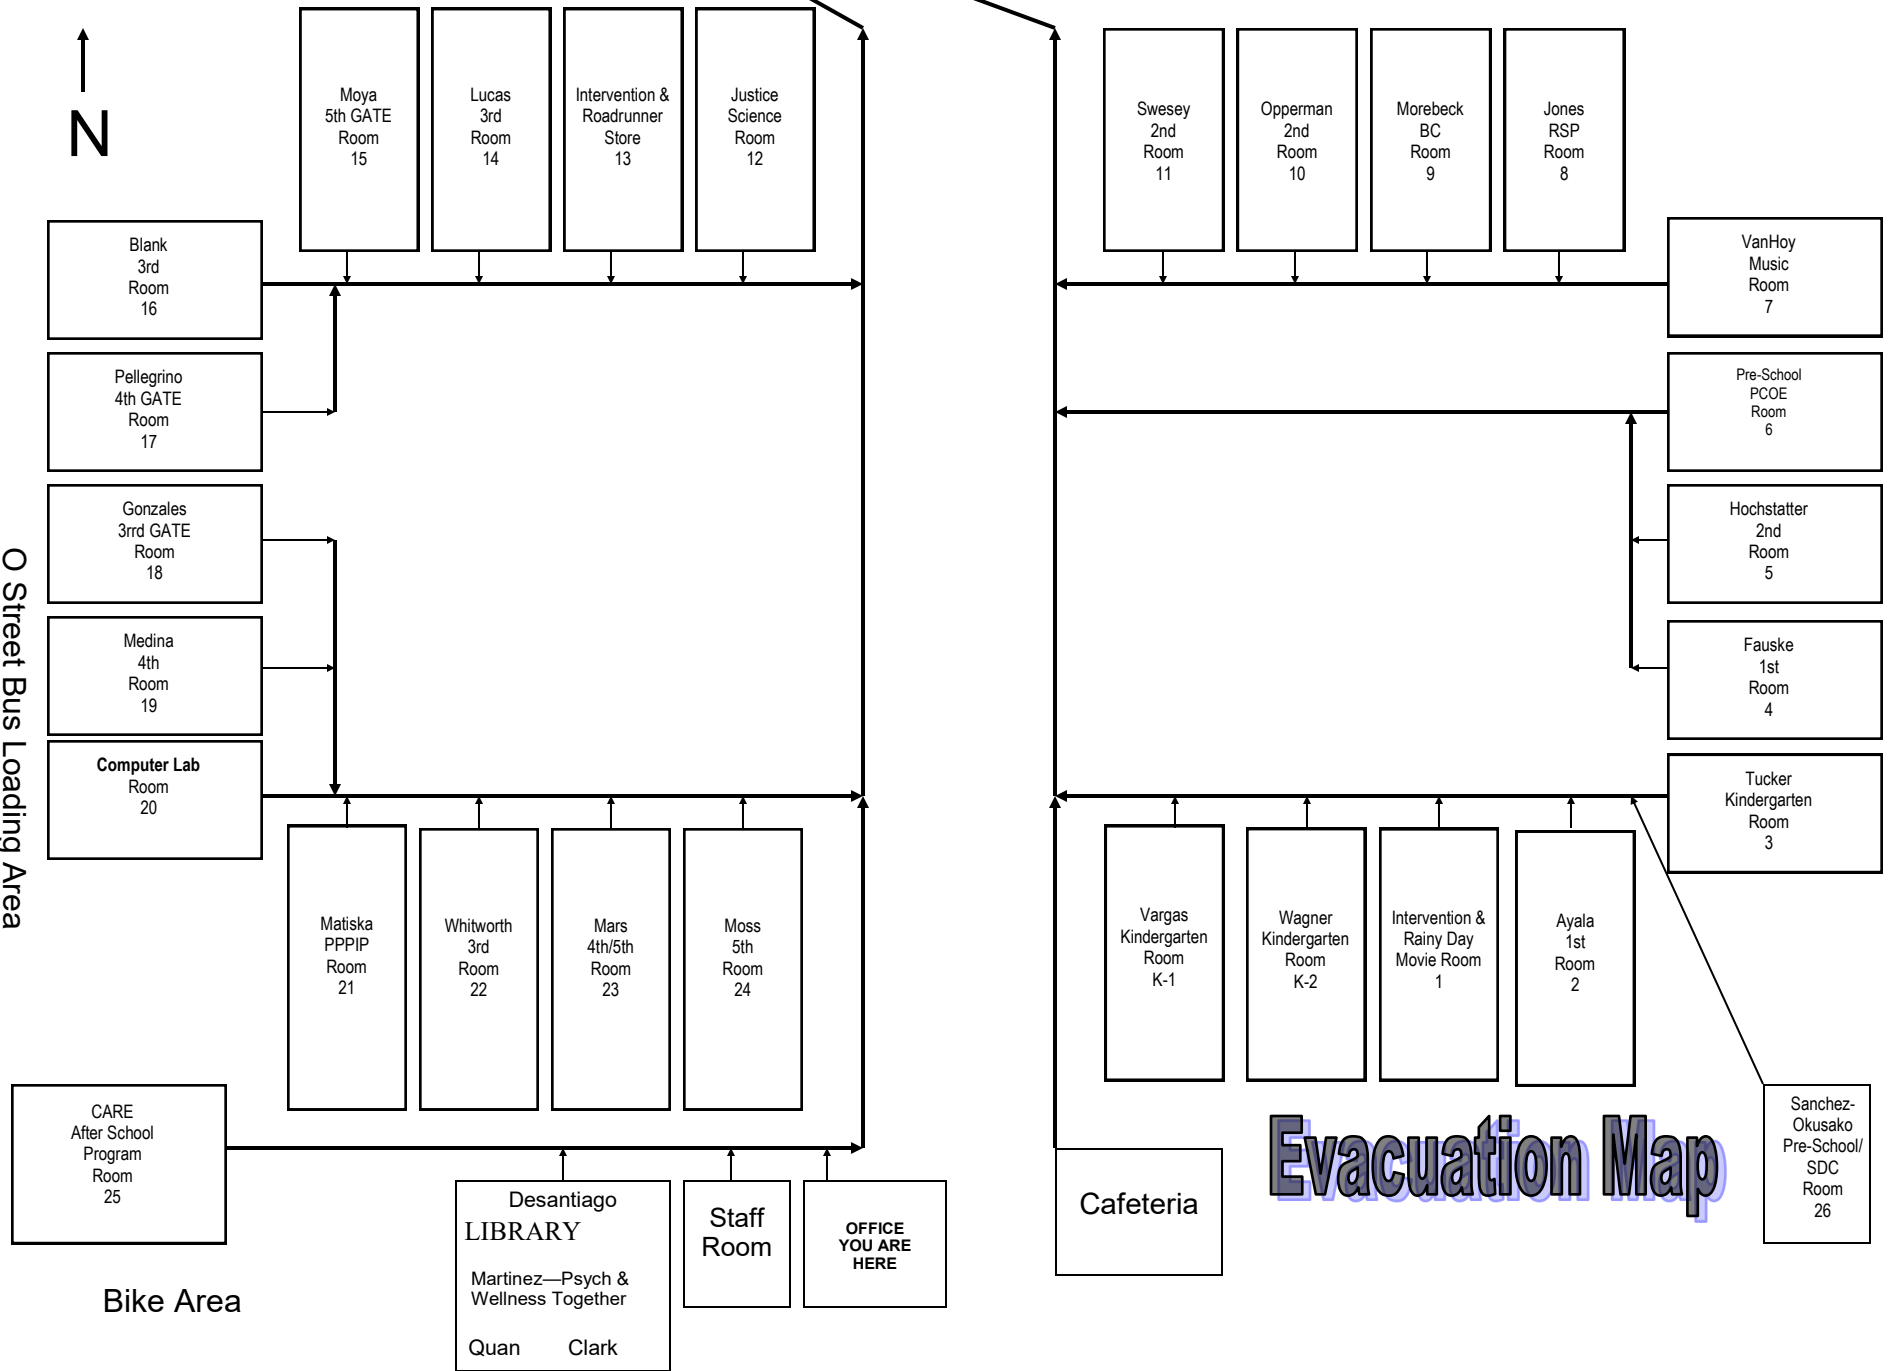 N
Moya
5th GATE
Room
15
Lucas
3rd
Room
14
Intervention &
Roadrunner
Store
13
Justice
Science
Room
12
Swesey
2nd
Room
11
Opperman
2nd
Room
10
Morebeck
BC
Room
9
Jones
RSP
Room
8
Blank
3rd
Room
16
VanHoy
Music
Room
7
Pellegrino
4th GATE
Room
17
Pre-School
PCOE
Room
6
Gonzales
3rrd GATE
Room
18
Hochstatter
2nd
Room
5
O Street Bus Loading Area
Medina
4th
Room
19
Fauske
1st
Room
4
Computer Lab
Room
20
Tucker
Kindergarten
Room
3
Matiska
PPPIP
Room
21
Whitworth
3rd
Room
22
Mars
4th/5th
Room
23
Moss
5th
Room
24
Vargas
Kindergarten
Room
K-1
Wagner
Kindergarten
Room
K-2
Intervention &
Rainy Day
Movie Room
1
Ayala
1st
Room
2
CARE
After School
Program
Room
25
Desantiago
LIBRARY
Martinez—Psych &
Wellness Together
Quan Clark
Staff
Room
OFFICE
YOU ARE
HERE
Cafeteria
Evacuation Map
Sanchez-
Okusako
Pre-School/
SDC
Room
26
Bike Area